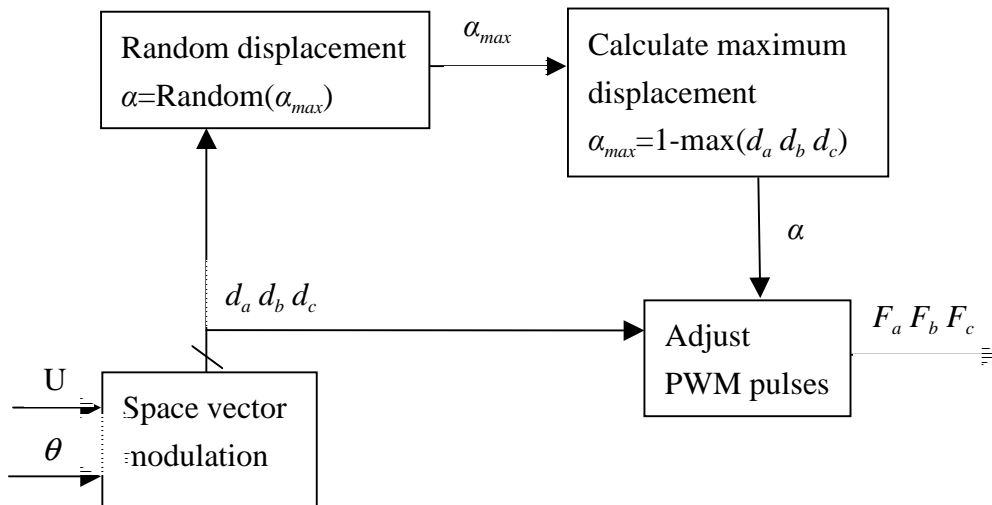 Random displacement
α=Random(αmax)
αmax
Calculate maximum
displacement
αmax=1-max(da db dc)
α
da db dc
Fa Fb Fc
Adjust
PWM pulses
U
θ
Space vector
modulation